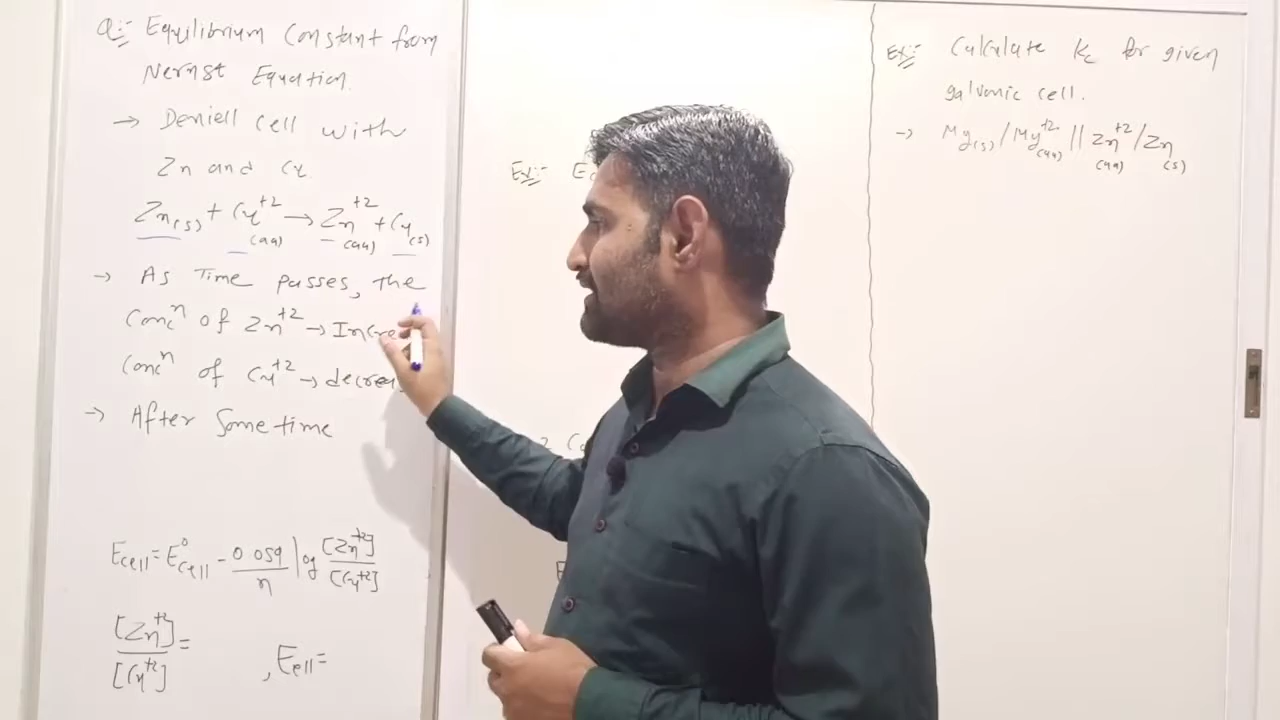 Q:- Equilibrium Constant from
Nernst Equation.
→ Deniell cell with
Zn and Cu
Zn(s) + Cu+2(aq) → Zn+2(aq) + Cu(s)
→ As Time passes, the
Concn of Zn+2 → Incre
Concn of Cu+2 → decrea
→ After Some time
Ecell = E0cell - 0.059/n log [Zn+2]/[Cu+2]
[Zn+2]/[Cu+2] = , Ecell =
Ex:-
Ex:- Calculate Kc for given
galvanic cell.
→ Mg(s) / Mg+2(aq) || Zn+2(aq) / Zn(s)